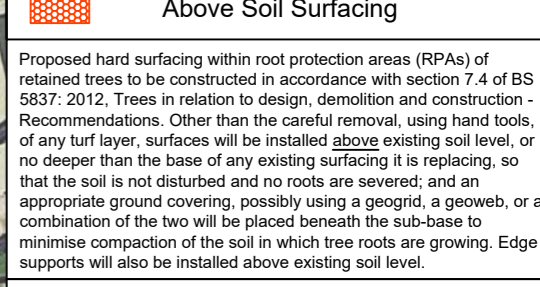 Above Soil Surfacing
Proposed hard surfacing within root protection areas (RPAs) of
retained trees to be constructed in accordance with section 7.4 of BS
5837: 2012, Trees in relation to design, demolition and construction -
Recommendations. Other than the careful removal, using hand tools,
of any turf layer, surfaces will be installed above existing soil level, or
no deeper than the base of any existing surfacing it is replacing, so
that the soil is not disturbed and no roots are severed; and an
appropriate ground covering, possibly using a geogrid, a geoweb, or a
combination of the two will be placed beneath the sub-base to
minimise compaction of the soil in which tree roots are growing. Edge
supports will also be installed above existing soil level.